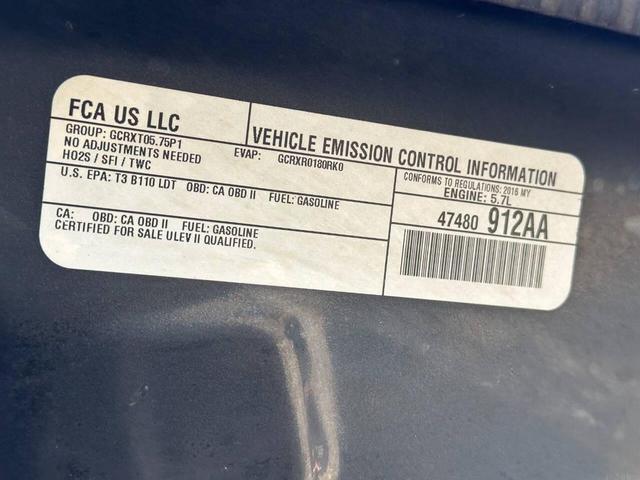 FCA US LLC
GROUP: GCRXT05.75P1
NO ADJUSTMENTS NEEDED
HO2S / SFI / TWC
EVAP: GCRXR0180RK0
VEHICLE EMISSION CONTROL INFORMATION
CONFORMS TO REGULATIONS: 2016 MY
ENGINE: 5.7L
U.S. EPA: T3 B110 LDT OBD: CA OBD II FUEL: GASOLINE
CA: OBD: CA OBD II FUEL: GASOLINE
CERTIFIED FOR SALE ULEV II QUALIFIED.
47480 912AA